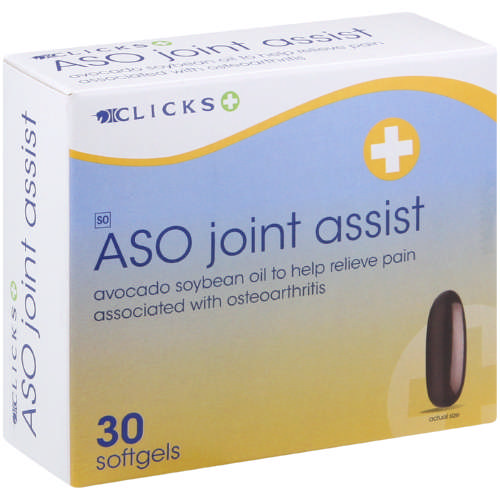 CLICKS
ASO joint assist
avocado soybean oil to help relieve pain
associated with osteoarthritis
CLICKS
ASO joint assist
CLICKS
SO
ASO joint assist
avocado soybean oil to help relieve pain
associated with osteoarthritis
actual size
30
softgels